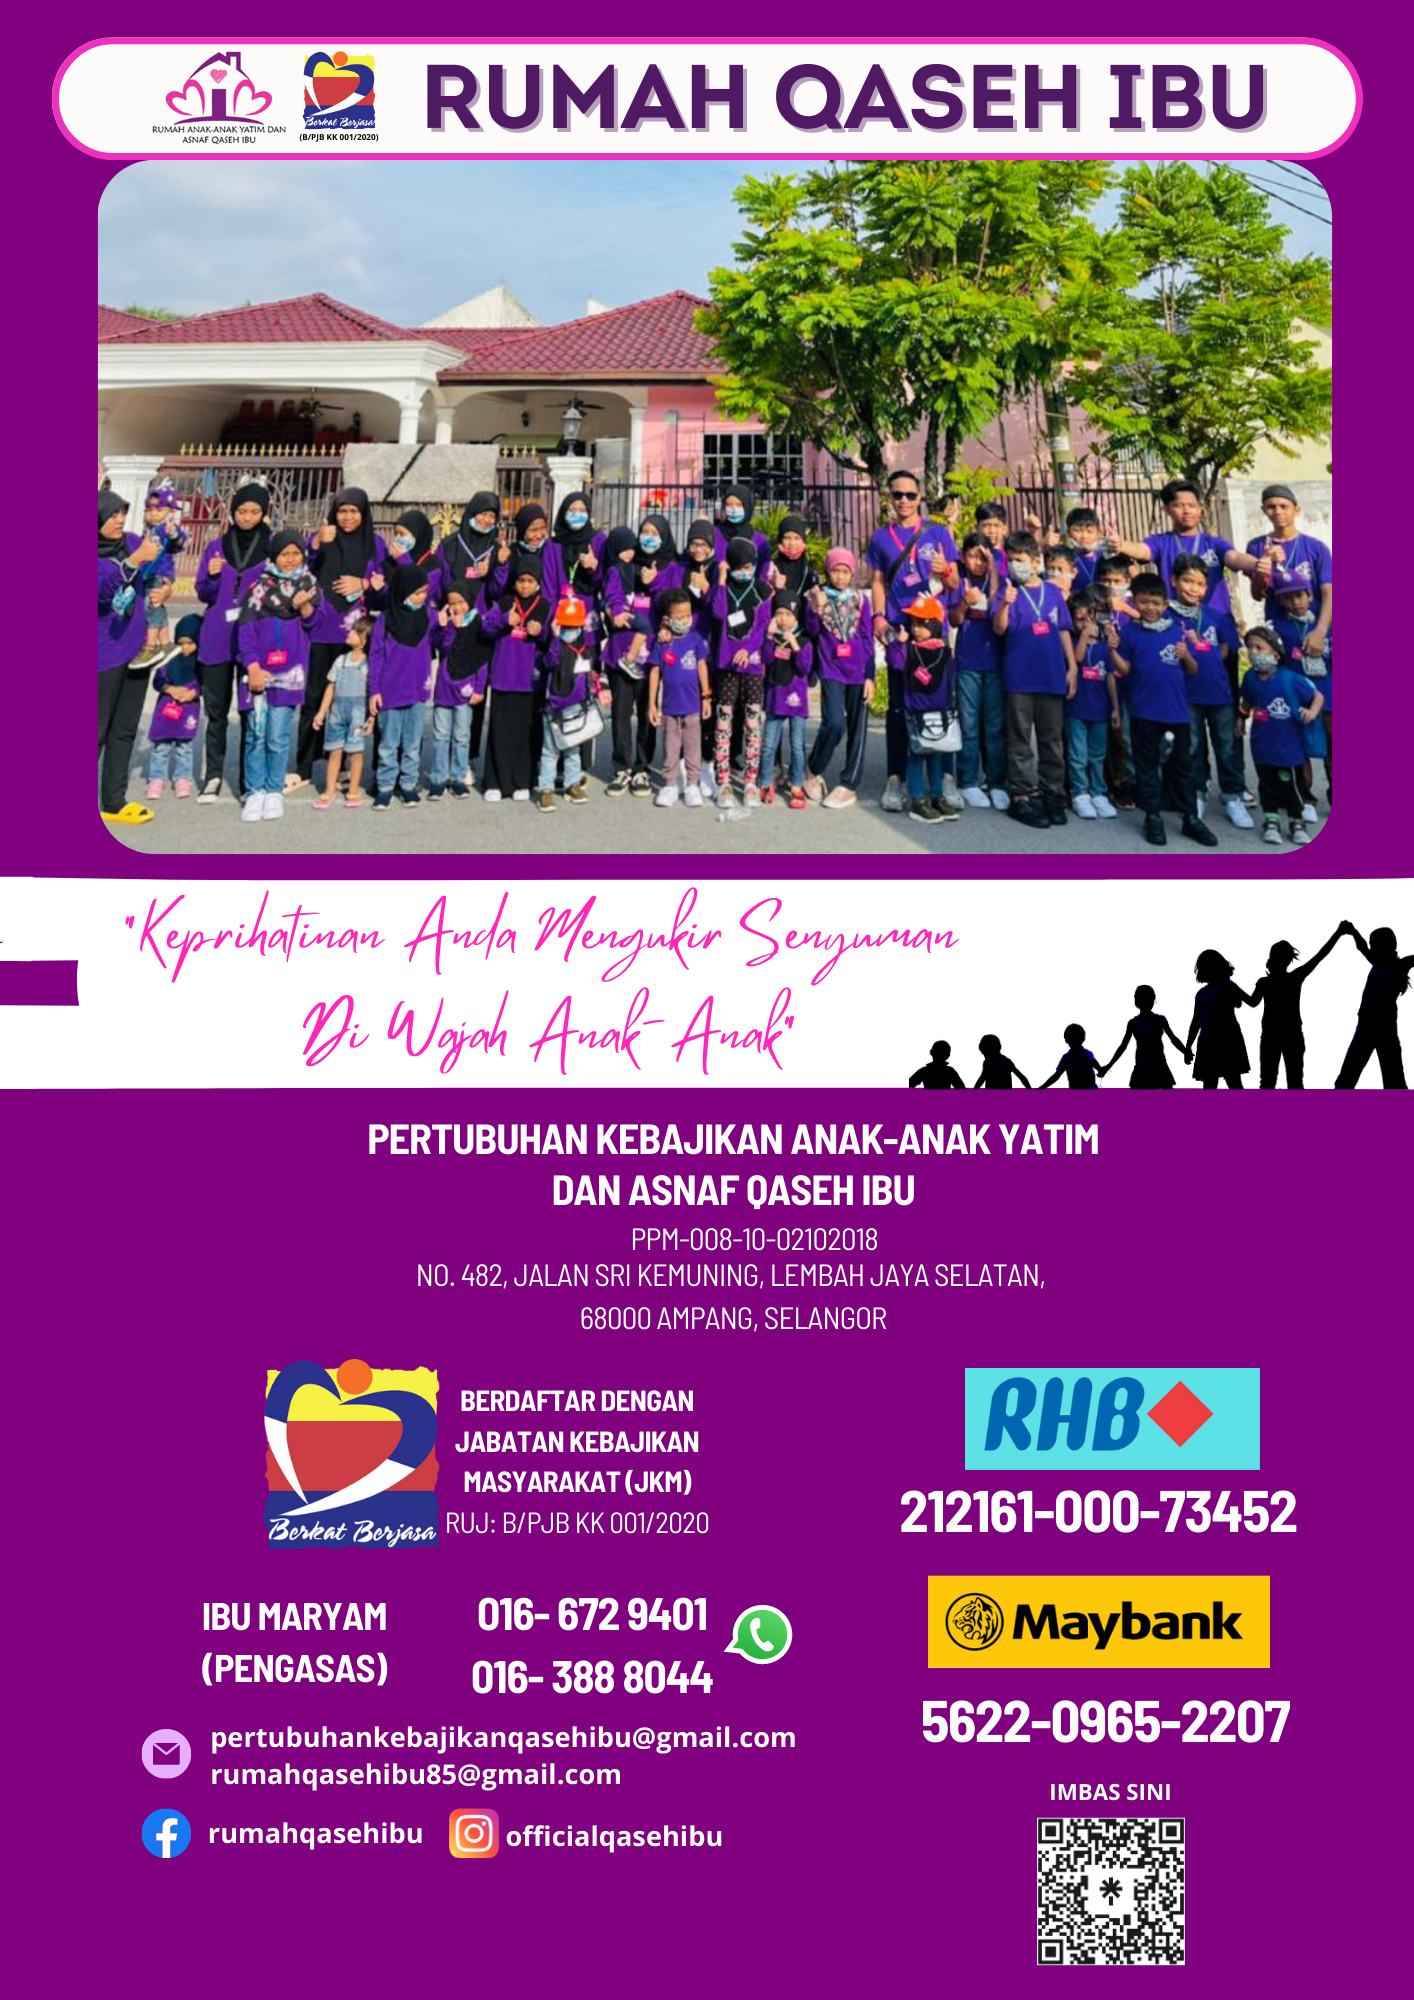 RUMAH ANAK-ANAK YATIM DAN
ASNAF QASEH IBU
Berkat Berjasa
(B/PJB KK 001/2020)
RUMAH QASEH IBU
"Keprihatinan Anda Mengukir Senyuman
Di Wajah Anak-Anak"
PERTUBUHAN KEBAJIKAN ANAK-ANAK YATIM
DAN ASNAF QASEH IBU
PPM-008-10-02102018
NO. 482, JALAN SRI KEMUNING, LEMBAH JAYA SELATAN,
68000 AMPANG, SELANGOR
Berkat Berjasa
BERDAFTAR DENGAN
JABATAN KEBAJIKAN
MASYARAKAT (JKM)
RUJ: B/PJB KK 001/2020
RHB
212161-000-73452
IBU MARYAM
(PENGASAS)
016- 672 9401
016- 388 8044
Maybank
5622-0965-2207
pertubuhankebajikanqasehibu@gmail.com
rumahqasehibu85@gmail.com
rumahqasehibu
officialqasehibu
IMBAS SINI